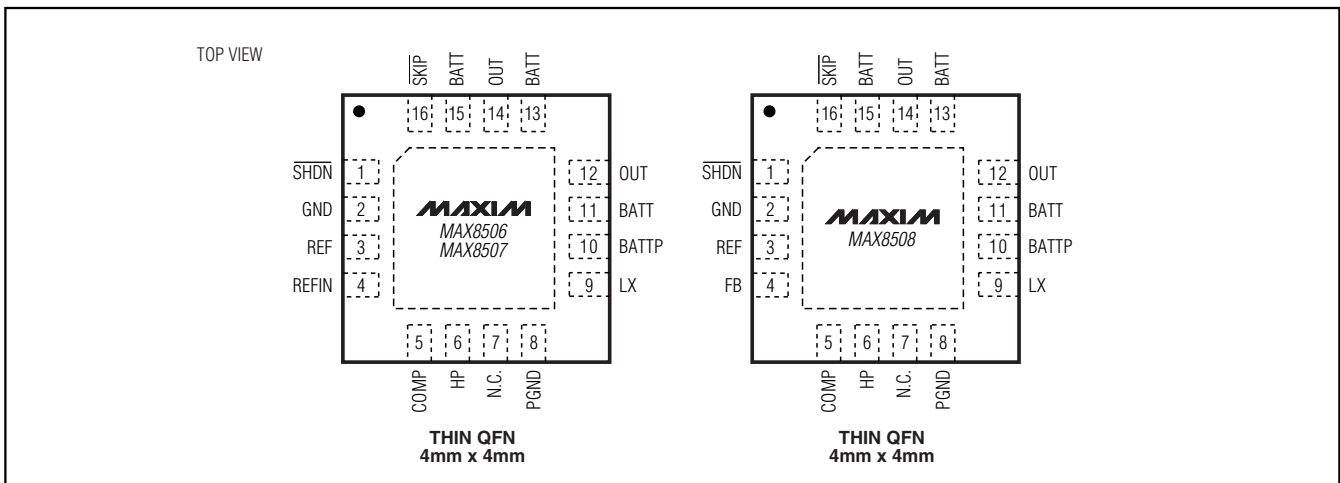 TOP VIEW
SKIP BATT OUT BATT
16 15 14 13
SHDN 1
GND 2
REF 3
REFIN 4
MAXIM
MAX8506
MAX8507
12 OUT
11 BATT
10 BATTP
9 LX
5 6 7 8
COMP HP N.C. PGND
THIN QFN
4mm x 4mm
SKIP BATT OUT BATT
16 15 14 13
SHDN 1
GND 2
REF 3
FB 4
MAXIM
MAX8508
12 OUT
11 BATT
10 BATTP
9 LX
5 6 7 8
COMP HP N.C. PGND
THIN QFN
4mm x 4mm